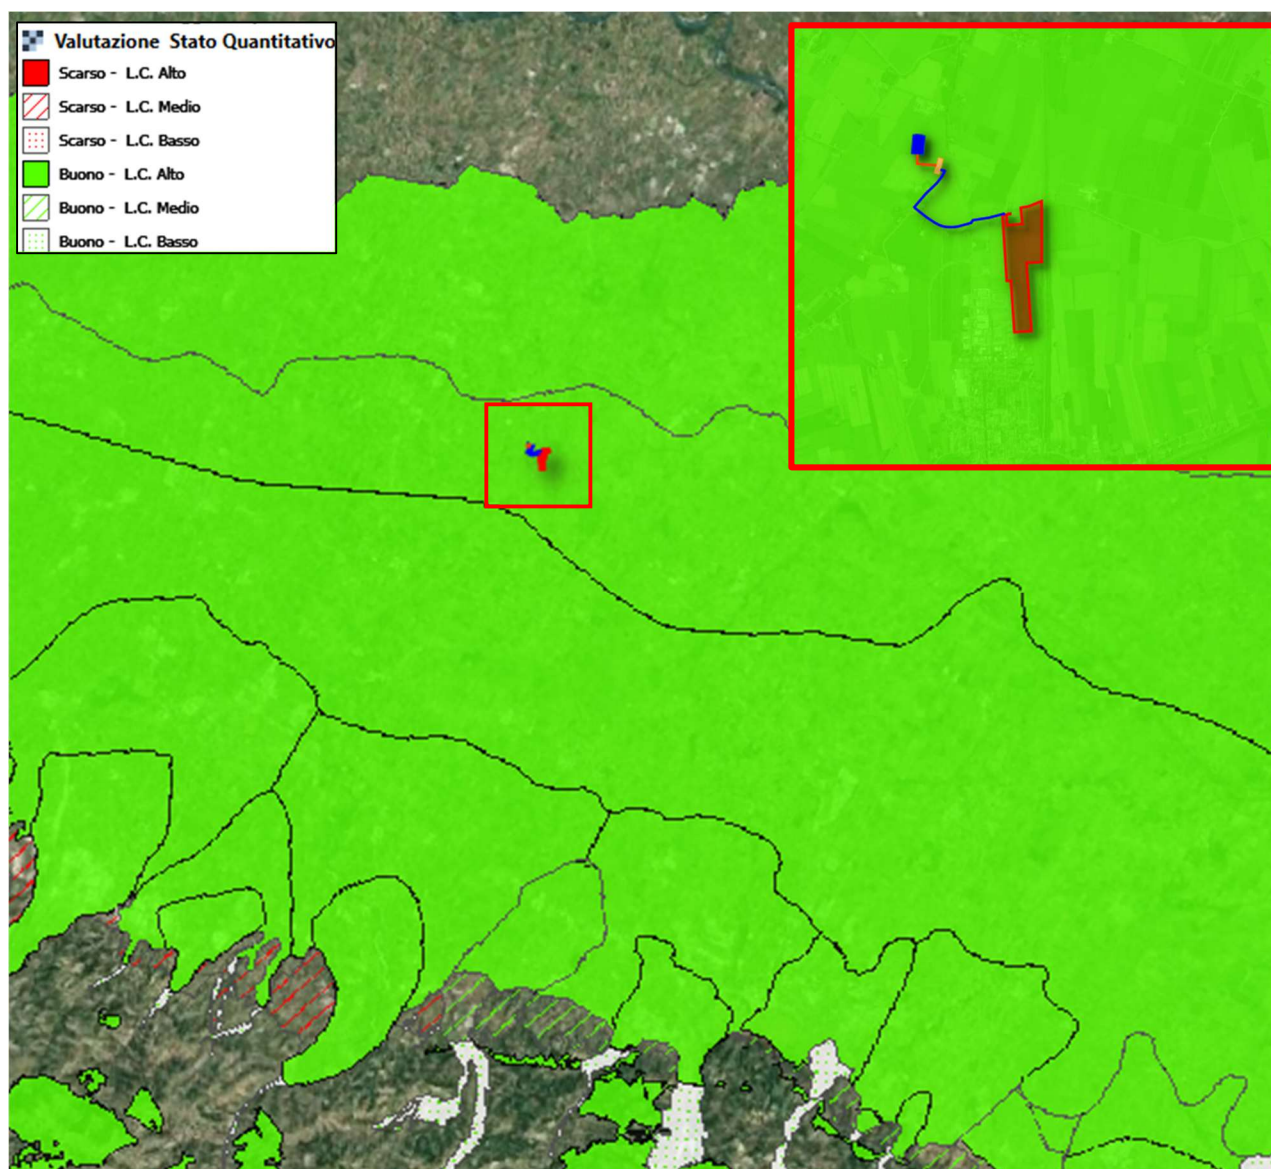 Valutazione Stato Quantitativo
Scarso - L.C. Alto
Scarso - L.C. Medio
Scarso - L.C. Basso
Buono - L.C. Alto
Buono - L.C. Medio
Buono - L.C. Basso